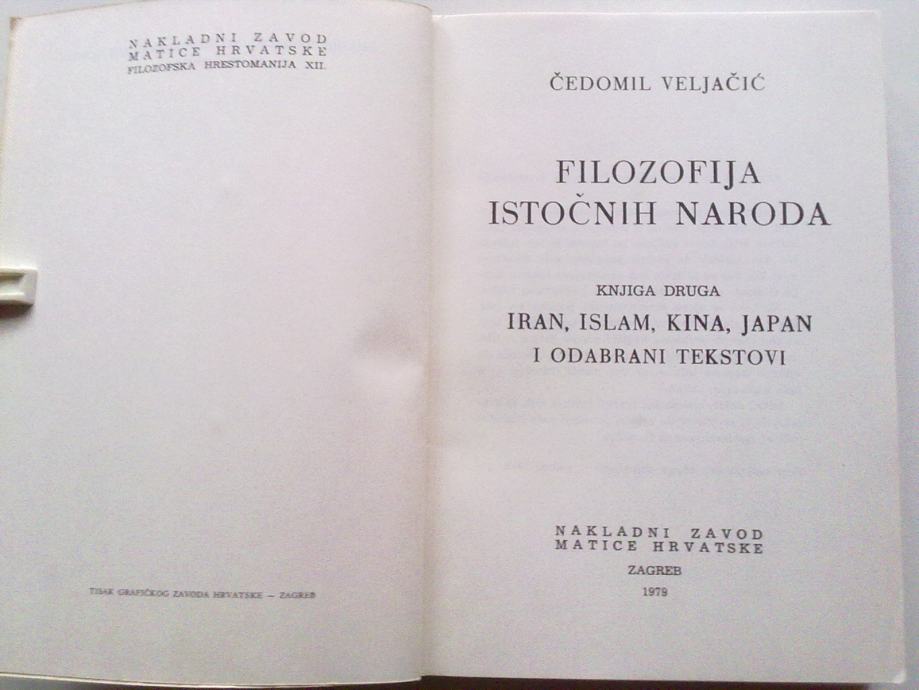 NAKLADNI ZAVOD
MATICE HRVATSKE
FILOZOFSKA HRESTOMANIJA XII.
TISAK GRAFIČKOG ZAVODA HRVATSKE — ZAGREB
ČEDOMIL VELJAČIĆ
FILOZOFIJA
ISTOČNIH NARODA
KNJIGA DRUGA
IRAN, ISLAM, KINA, JAPAN
I ODABRANI TEKSTOVI
NAKLADNI ZAVOD
MATICE HRVATSKE
ZAGREB
1979